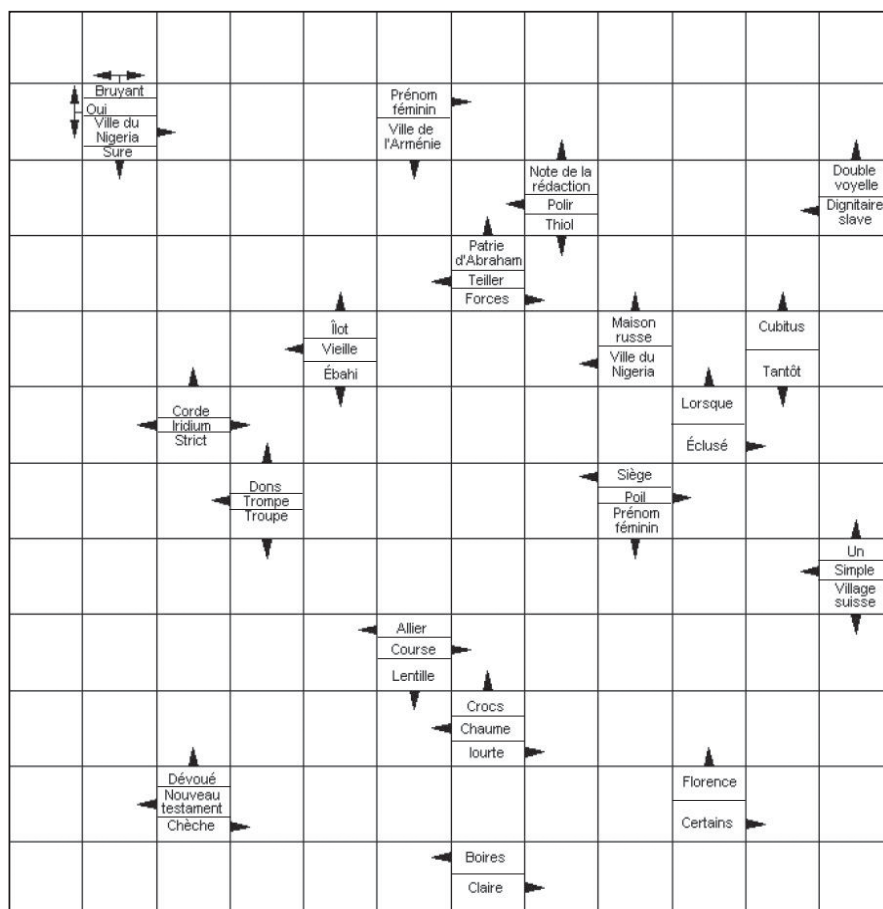 Bruyant
Oui
Ville du
Nigeria
Sure
Prénom
féminin
Ville de
l'Arménie
Note de la
rédaction
Polir
Thiol
Double
voyelle
Dignitaire
slave
Patrie
d'Abraham
Teiller
Forces
Îlot
Vieille
Ébahi
Maison
russe
Ville du
Nigeria
Cubitus
Tantôt
Corde
Iridium
Strict
Lorsque
Éclusé
Dons
Trompe
Troupe
Siège
Poil
Prénom
féminin
Un
Simple
Village
suisse
Allier
Course
Lentille
Crocs
Chaume
Iourte
Dévoué
Nouveau
testament
Chèche
Florence
Certains
Boires
Claire